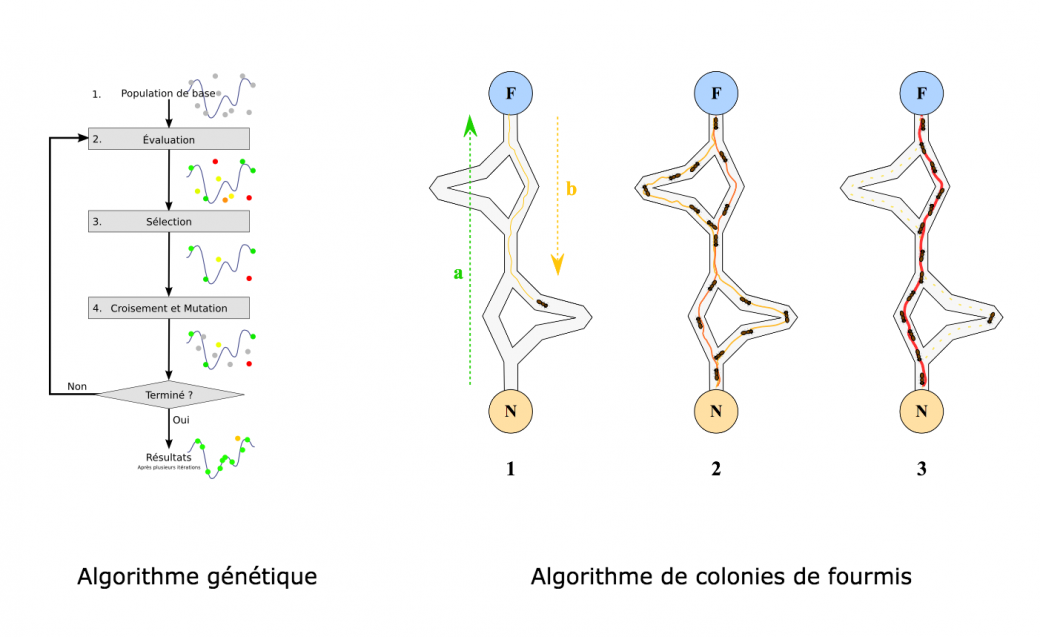 1. Population de base
2. Évaluation
3. Sélection
4. Croisement et Mutation
Non
Terminé ?
Oui
Résultats
Après plusieurs itérations
F
a
b
N
1
F
N
2
F
N
3
Algorithme génétique
Algorithme de colonies de fourmis